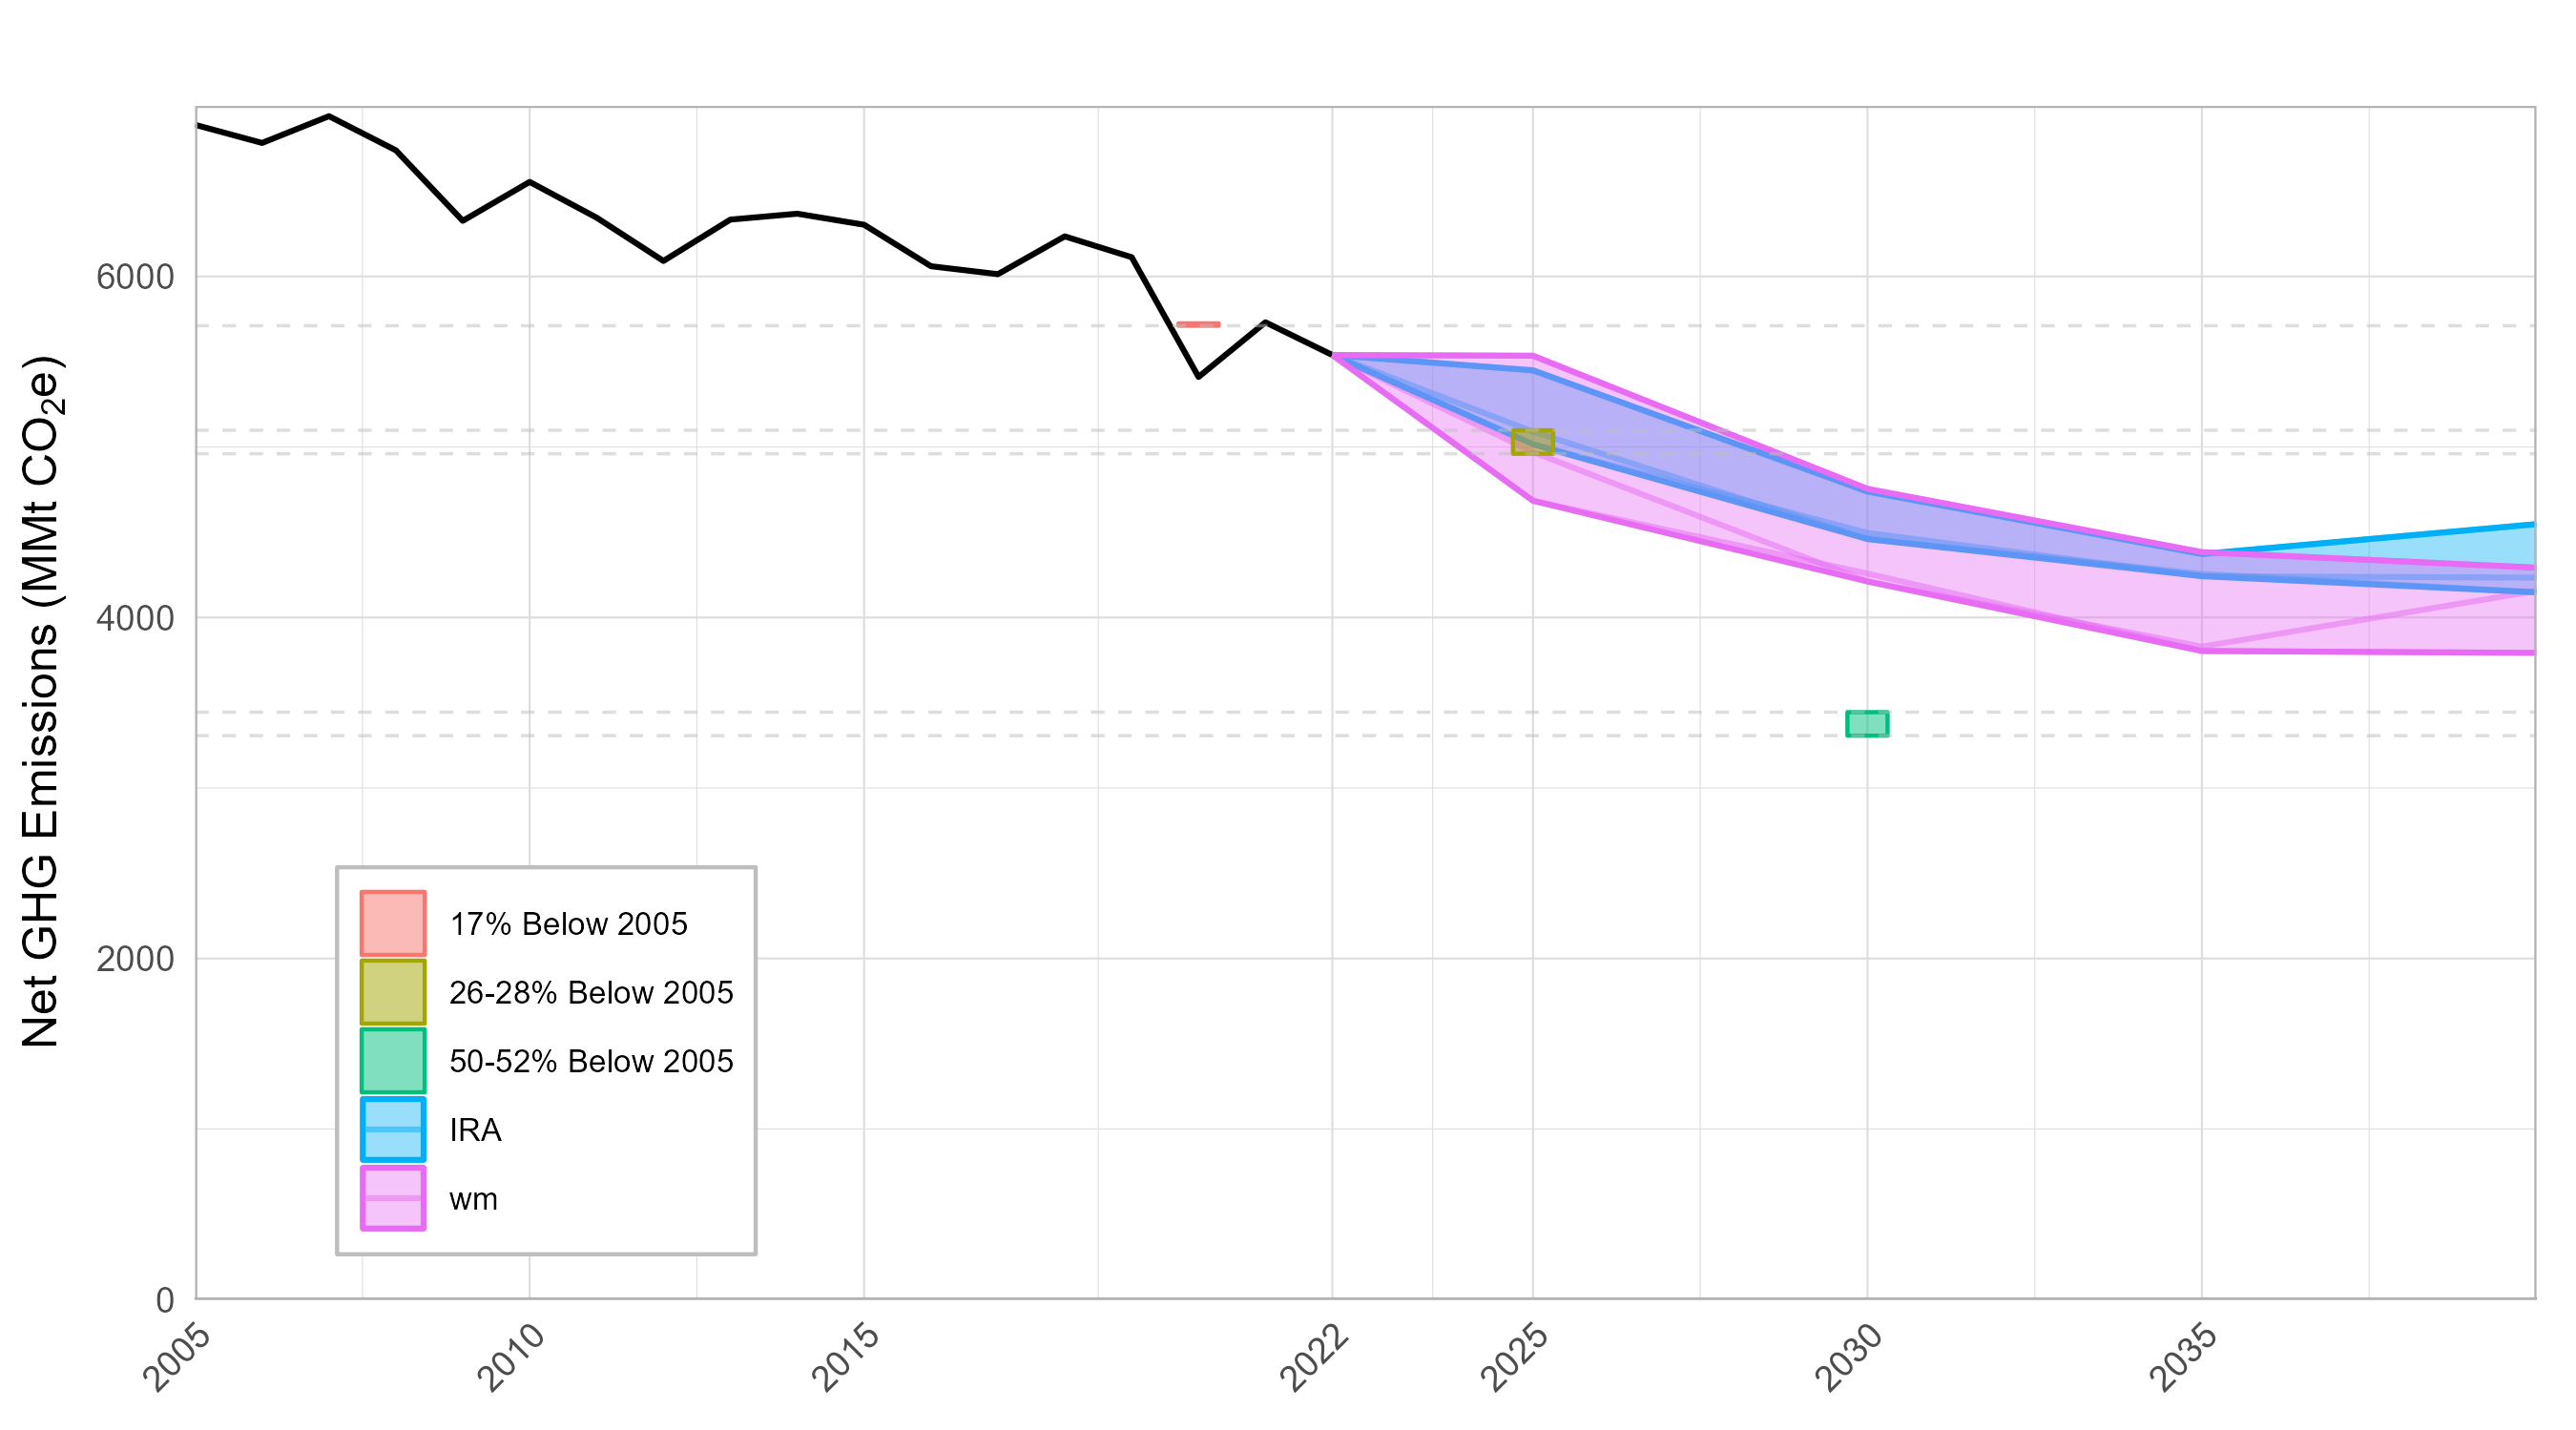 Net GHG Emissions (MMt CO₂e)
6000
4000
2000
0
17% Below 2005
26-28% Below 2005
50-52% Below 2005
IRA
wm
2005
2010
2015
2022
2025
2030
2035